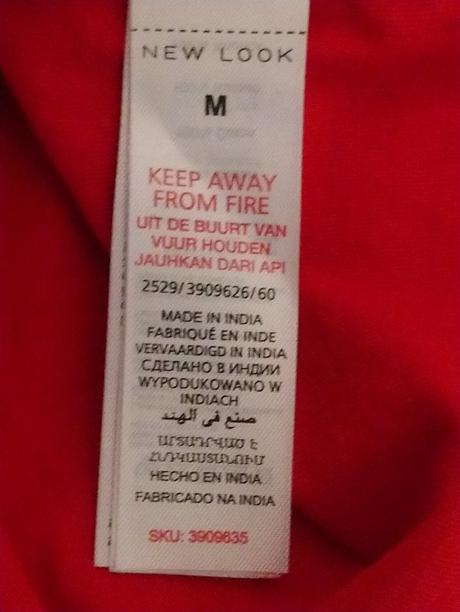 NEW LOOK
M
KEEP AWAY
FROM FIRE
UIT DE BUURT VAN
VUUR HOUDEN
JAUHKAN DARI API
2529/3909626/60
MADE IN INDIA
FABRIQUÉ EN INDE
VERVAARDIGD IN INDIA
СДЕЛАНО В ИНДИИ
WYPODUKOWANO W
INDIACH
صنع في الهند
ԱՐՏԱԴՐՎԱԾ Է
ՀՆԴԿԱՍՏԱՆՈՒՄ
HECHO EN INDIA
FABRICADO NA INDIA
SKU: 3909635